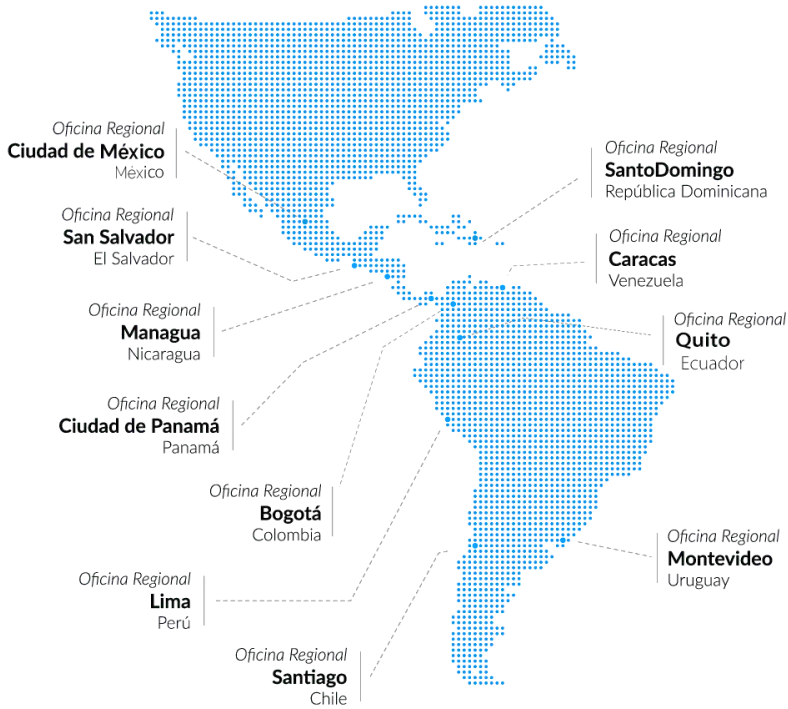 Oficina Regional
Ciudad de México
México
Oficina Regional
San Salvador
El Salvador
Oficina Regional
Managua
Nicaragua
Oficina Regional
Ciudad de Panamá
Panamá
Oficina Regional
Bogotá
Colombia
Oficina Regional
Lima
Perú
Oficina Regional
Santiago
Chile
Oficina Regional
SantoDomingo
República Dominicana
Oficina Regional
Caracas
Venezuela
Oficina Regional
Quito
Ecuador
Oficina Regional
Montevideo
Uruguay